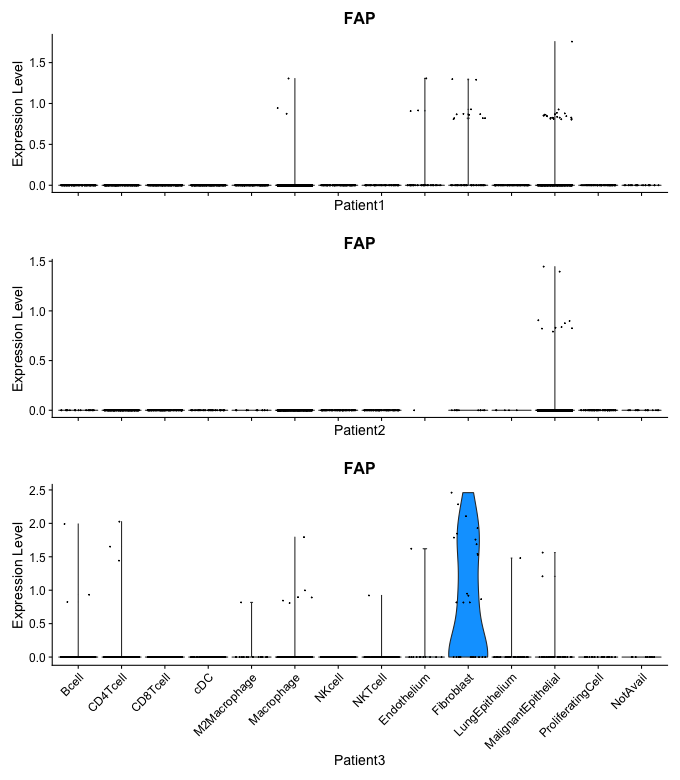 FAP
Expression Level
1.5
1.0
0.5
0.0
Patient1
FAP
Expression Level
1.5
1.0
0.5
0.0
Patient2
FAP
Expression Level
2.5
2.0
1.5
1.0
0.5
0.0
Bcell
CD4Tcell
CD8Tcell
cDC
M2Macrophage
Macrophage
NKcell
NKTcell
Endothelium
Fibroblast
LungEpithelium
MalignantEpithelial
ProliferatingCell
NotAvail
Patient3